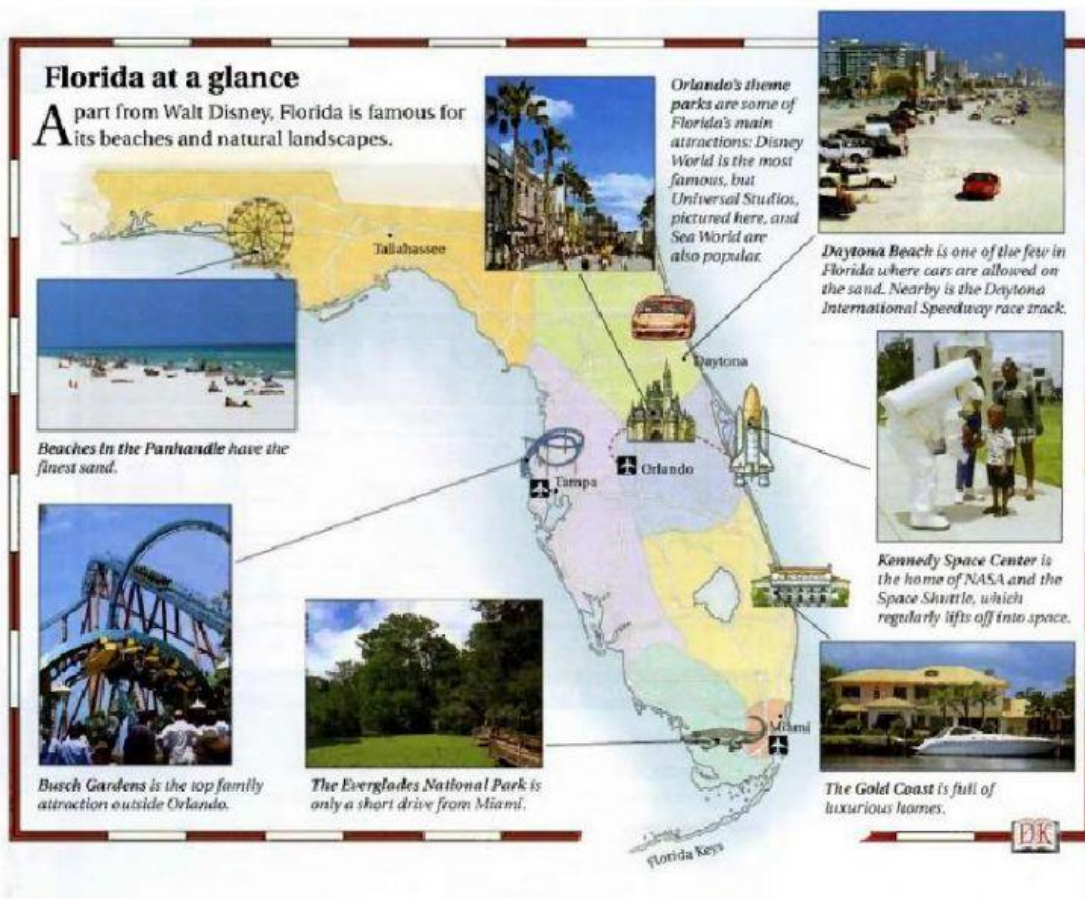 Florida at a glance
Apart from Walt Disney, Florida is famous for
its beaches and natural landscapes.
Orlando's theme
parks are some of
Florida's main
attractions: Disney
World is the most
famous, but
Universal Studios,
pictured here, and
Sea World are
also popular.
Daytona Beach is one of the few in
Florida where cars are allowed on
the sand. Nearby is the Daytona
International Speedway race track.
Tallahassee
Beaches in the Panhandle have the
finest sand.
Daytona
Orlando
Tampa
Kennedy Space Center is
the home of NASA and the
Space Shuttle, which
regularly lifts off into space.
Busch Gardens is the top family
attraction outside Orlando.
The Everglades National Park is
only a short drive from Miami.
Miami
The Gold Coast is full of
luxurious homes.
Florida Keys
DK